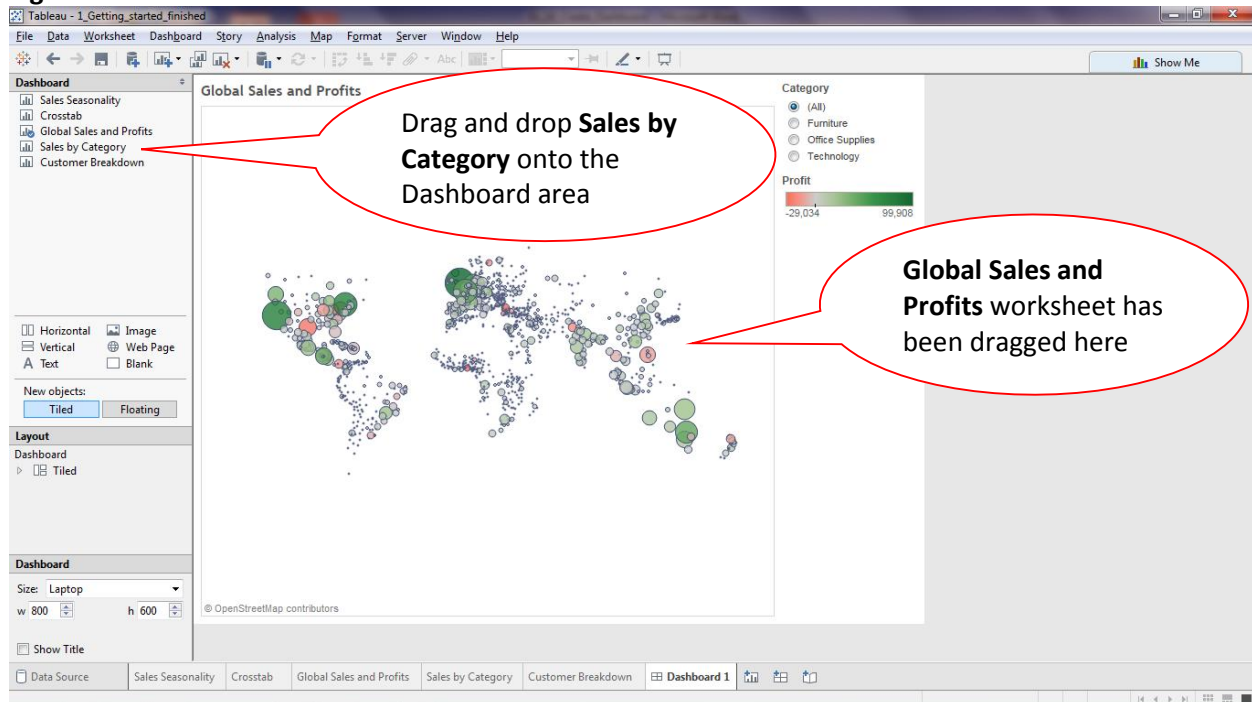 Tableau - 1_Getting_started_finished
File Data Worksheet Dashboard Story Analysis Map Format Server Window Help
Abc
Show Me
Dashboard
Sales Seasonality
Crosstab
Global Sales and Profits
Sales by Category
Customer Breakdown
Horizontal
Image
Vertical
Web Page
A Text
Blank
New objects:
Tiled
Floating
Layout
Dashboard
Tiled
Dashboard
Size: Laptop
w 800
h 600
Show Title
Global Sales and Profits
Drag and drop Sales by
Category onto the
Dashboard area
Category
(All)
Furniture
Office Supplies
Technology
Profit
-29,034 99,908
Global Sales and
Profits worksheet has
been dragged here
© OpenStreetMap contributors
Data Source
Sales Seasonality
Crosstab
Global Sales and Profits
Sales by Category
Customer Breakdown
Dashboard 1